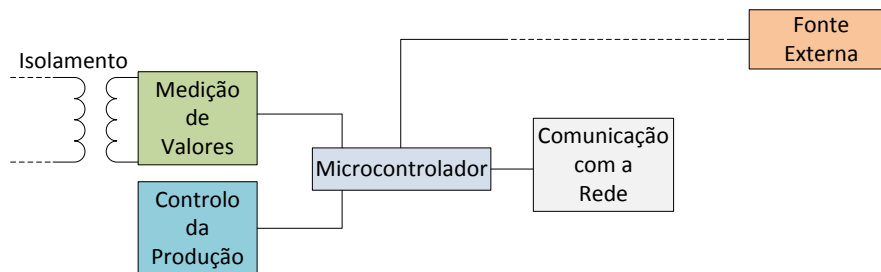 Isolamento
Medição
de
Valores
Controlo
da
Produção
Microcontrolador
Comunicação
com a
Rede
Fonte
Externa